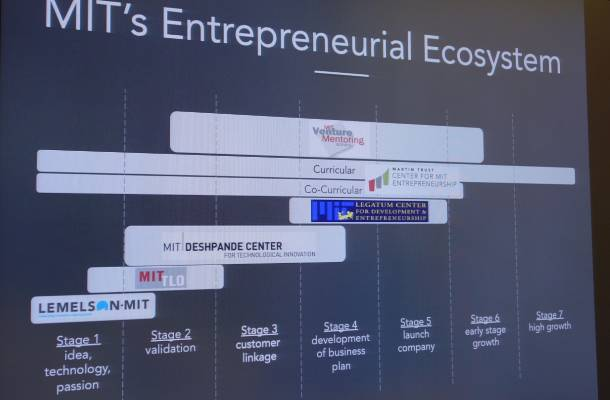 MIT's Entrepreneurial Ecosystem
Venture
Mentoring
Curricular
MARTIN TRUST
CENTER FOR MIT
ENTREPRENEURSHIP
Co-Curricular
MIT
LEGATUM CENTER
FOR DEVELOPMENT &
ENTREPRENEURSHIP
MIT DESHPANDE CENTER
FOR TECHNOLOGICAL INNOVATION
MIT
TLO
LEMELSON-MIT
Stage 1
idea,
technology,
passion
Stage 2
validation
Stage 3
customer
linkage
Stage 4
development
of business
plan
Stage 5
launch
company
Stage 6
early stage
growth
Stage 7
high growth